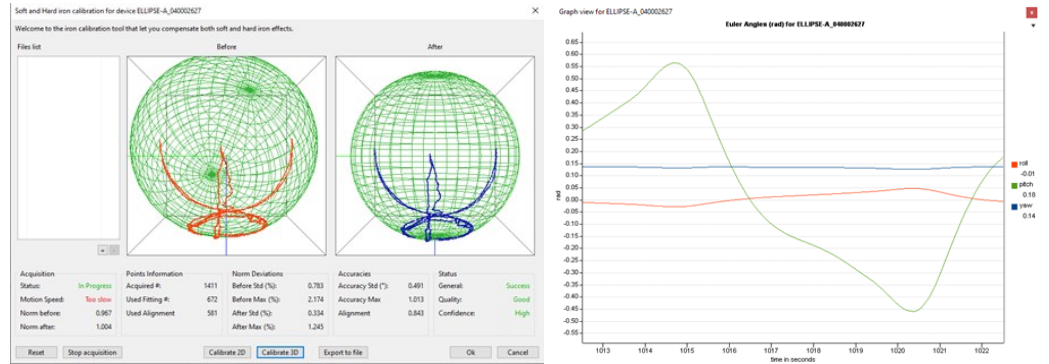 Soft and Hard iron calibration for device ELLIPSE-A_040002627
Welcome to the iron calibration tool that let you compensate both soft and hard iron effects.
Files list
Before
After
Acquisition
Status: In Progress
Motion Speed: Too slow
Norm before: 0.967
Norm after: 1.004
Points Information
Acquired #: 1411
Used Fitting #: 672
Used Alignment 581
Norm Deviations
Before Std (%): 0.783
Before Max (%): 2.174
After Std (%): 0.334
After Max (%): 1.245
Accuracies
Accuracy Std (°): 0.491
Accuracy Max 1.013
Alignment 0.843
Status
General: Success
Quality: Good
Confidence: High
Reset
Stop acquisition
Calibrate 2D
Calibrate 3D
Export to file
Ok
Cancel
Graph view for ELLIPSE-A_040002627
Euler Angles (rad) for ELLIPSE-A_040002627
0.65
0.60
0.55
0.50
0.45
0.40
0.35
0.30
0.25
0.20
0.15
0.10
0.05
0.00
-0.05
-0.10
-0.15
-0.20
-0.25
-0.30
-0.35
-0.40
-0.45
-0.50
-0.55
rad
1013 1014 1015 1016 1017 1018 1019 1020 1021 1022
time in seconds
roll
-0.01
pitch
0.18
yaw
0.14